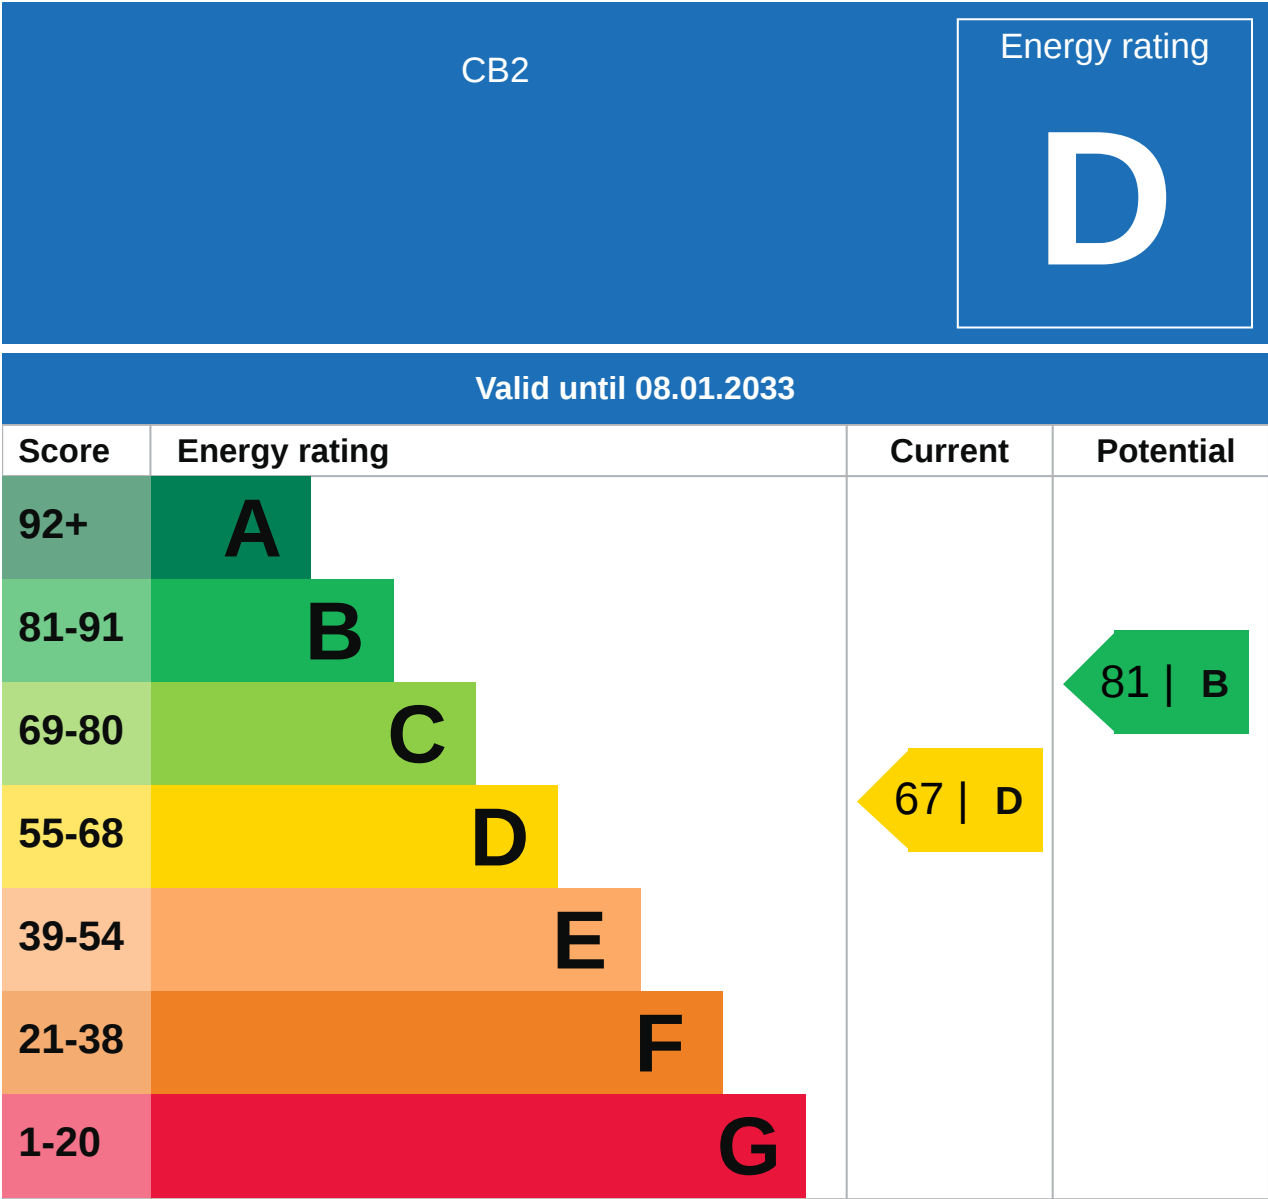 CB2
Energy rating
D
Valid until 08.01.2033
Score Energy rating Current Potential
92+ A
81-91 B
81 | B
69-80 C
67 | D
55-68 D
39-54 E
21-38 F
1-20 G